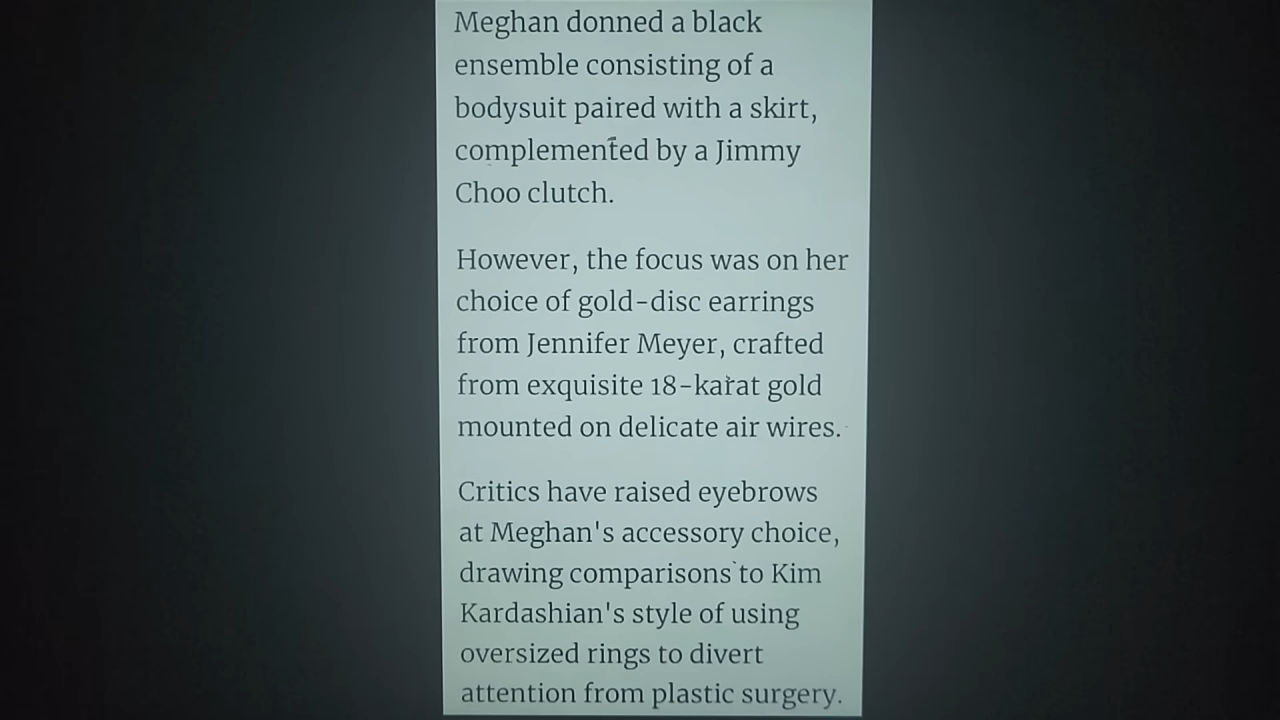 Meghan donned a black
ensemble consisting of a
bodysuit paired with a skirt,
complemented by a Jimmy
Choo clutch.
However, the focus was on her
choice of gold-disc earrings
from Jennifer Meyer, crafted
from exquisite 18-karat gold
mounted on delicate air wires.
Critics have raised eyebrows
at Meghan's accessory choice,
drawing comparisons to Kim
Kardashian's style of using
oversized rings to divert
attention from plastic surgery.